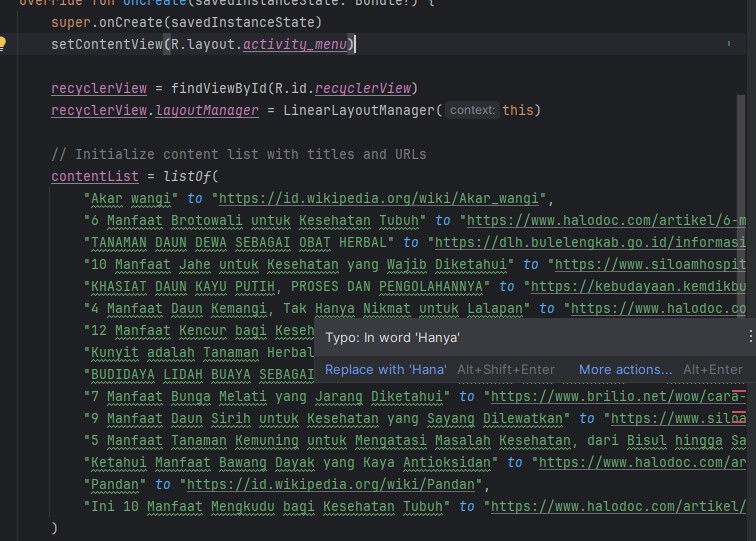 override fun onCreate(savedInstanceState: Bundle?) {
super.onCreate(savedInstanceState)
setContentView(R.layout.activity_menu)
recyclerView = findViewById(R.id.recyclerView)
recyclerView.layoutManager = LinearLayoutManager( context: this)
// Initialize content list with titles and URLs
contentList = listOf(
"Akar wangi" to "https://id.wikipedia.org/wiki/Akar_wangi",
"6 Manfaat Brotowali untuk Kesehatan Tubuh" to "https://www.halodoc.com/artikel/6-m
"TANAMAN DAUN DEWA SEBAGAI OBAT HERBAL" to "https://dlh.bulelengkab.go.id/informasi
"10 Manfaat Jahe untuk Kesehatan yang Wajib Diketahui" to "https://www.siloamhospit
"KHASIAT DAUN KAYU PUTIH, PROSES DAN PENGOLAHANNYA" to "https://kebudayaan.kemdikbu
"4 Manfaat Daun Kemangi, Tak Hanya Nikmat untuk Lalapan" to "https://www.halodoc.co
"12 Manfaat Kencur bagi Keseh
Typo: In word 'Hanya'
"Kunyit adalah Tanaman Herbal
"BUDIDAYA LIDAH BUAYA SEBAGAI
Replace with 'Hana' Alt+Shift+Enter More actions... Alt+Enter
"7 Manfaat Bunga Melati yang Jarang Diketahui" to "https://www.brilio.net/wow/cara-
"9 Manfaat Daun Sirih untuk Kesehatan yang Sayang Dilewatkan" to "https://www.siloa
"5 Manfaat Tanaman Kemuning untuk Mengatasi Masalah Kesehatan, dari Bisul hingga Sa
"Ketahui Manfaat Bawang Dayak yang Kaya Antioksidan" to "https://www.halodoc.com/ar
"Pandan" to "https://id.wikipedia.org/wiki/Pandan",
"Ini 10 Manfaat Mengkudu bagi Kesehatan Tubuh" to "https://www.halodoc.com/artikel/
)